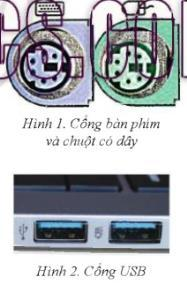 Hình 1. Cổng bàn phím
và chuột có dây
Hình 2. Cổng USB